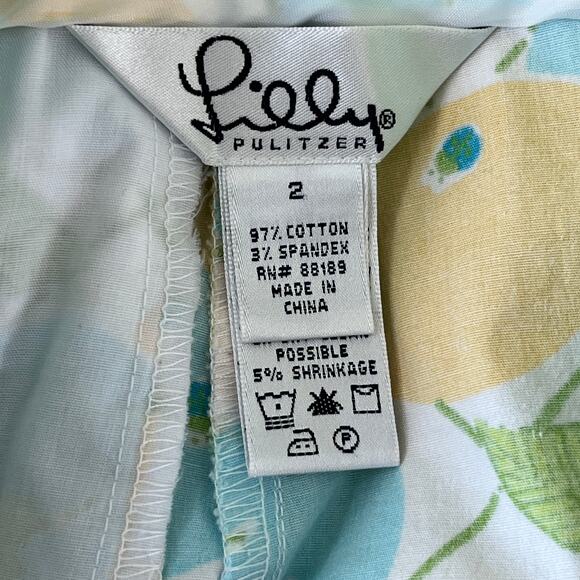 Lilly®
PULITZER
2
97% COTTON
3% SPANDEX
RN# 88189
MADE IN
CHINA
POSSIBLE
5% SHRINKAGE
P